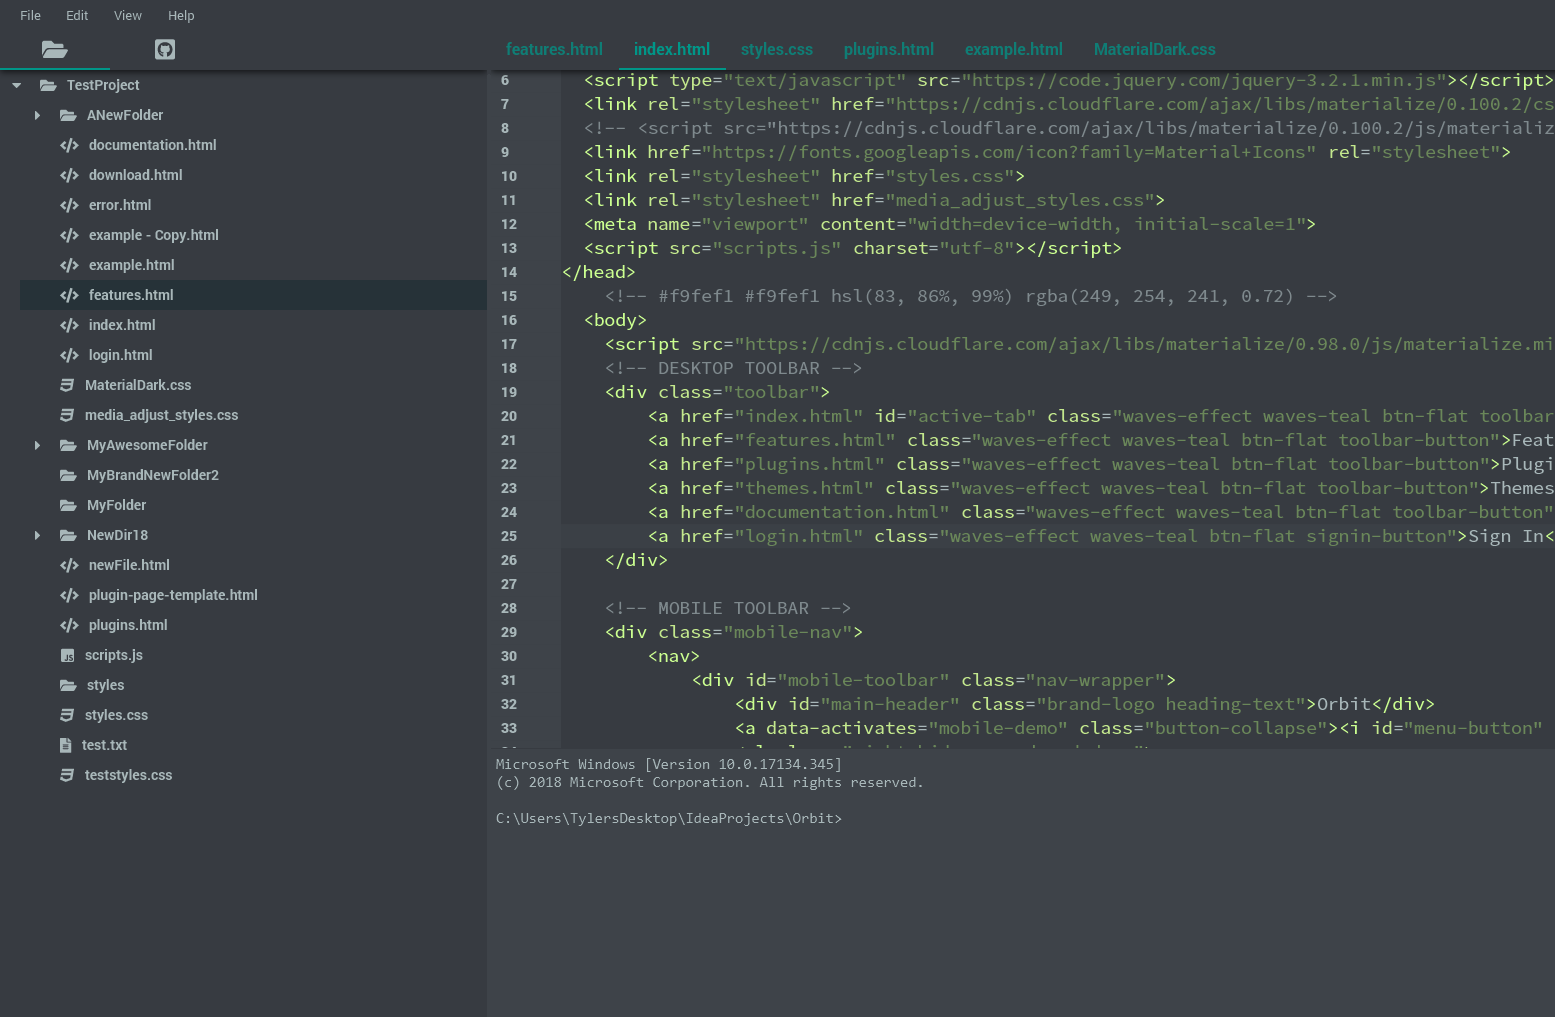 File Edit View Help
features.html index.html styles.css plugins.html example.html MaterialDark.css
TestProject
ANewFolder
documentation.html
download.html
error.html
example - Copy.html
example.html
features.html
index.html
login.html
MaterialDark.css
media_adjust_styles.css
MyAwesomeFolder
MyBrandNewFolder2
MyFolder
NewDir18
newFile.html
plugin-page-template.html
plugins.html
scripts.js
styles
styles.css
test.txt
teststyles.css
6 <script type="text/javascript" src="https://code.jquery.com/jquery-3.2.1.min.js"></script>
7 <link rel="stylesheet" href="https://cdnjs.cloudflare.com/ajax/libs/materialize/0.100.2/cs
8 <!-- <script src="https://cdnjs.cloudflare.com/ajax/libs/materialize/0.100.2/js/materializ
9 <link href="https://fonts.googleapis.com/icon?family=Material+Icons" rel="stylesheet">
10 <link rel="stylesheet" href="styles.css">
11 <link rel="stylesheet" href="media_adjust_styles.css">
12 <meta name="viewport" content="width=device-width, initial-scale=1">
13 <script src="scripts.js" charset="utf-8"></script>
14 </head>
15 <!-- #f9fef1 #f9fef1 hsl(83, 86%, 99%) rgba(249, 254, 241, 0.72) -->
16 <body>
17 <script src="https://cdnjs.cloudflare.com/ajax/libs/materialize/0.98.0/js/materialize.mi
18 <!-- DESKTOP TOOLBAR -->
19 <div class="toolbar">
20 <a href="index.html" id="active-tab" class="waves-effect waves-teal btn-flat toolbar
21 <a href="features.html" class="waves-effect waves-teal btn-flat toolbar-button">Feat
22 <a href="plugins.html" class="waves-effect waves-teal btn-flat toolbar-button">Plugi
23 <a href="themes.html" class="waves-effect waves-teal btn-flat toolbar-button">Themes
24 <a href="documentation.html" class="waves-effect waves-teal btn-flat toolbar-button"
25 <a href="login.html" class="waves-effect waves-teal btn-flat signin-button">Sign In<
26 </div>
27
28 <!-- MOBILE TOOLBAR -->
29 <div class="mobile-nav">
30 <nav>
31 <div id="mobile-toolbar" class="nav-wrapper">
32 <div id="main-header" class="brand-logo heading-text">Orbit</div>
33 <a data-activates="mobile-demo" class="button-collapse"><i id="menu-button"
Microsoft Windows [Version 10.0.17134.345]
(c) 2018 Microsoft Corporation. All rights reserved.
C:\Users\TylersDesktop\IdeaProjects\Orbit>